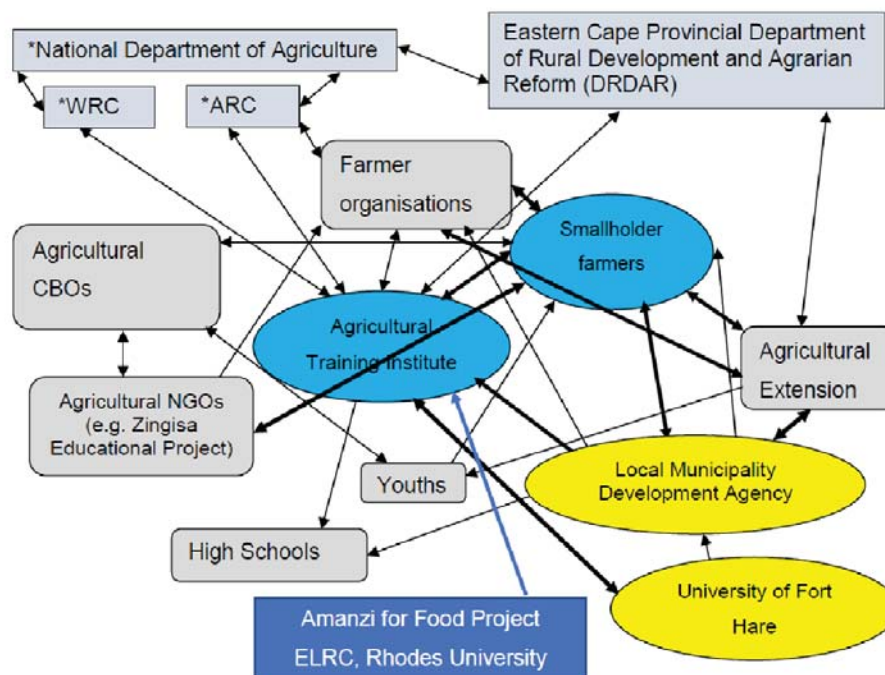 *National Department of Agriculture
Eastern Cape Provincial Department
of Rural Development and Agrarian
Reform (DRDAR)
*WRC
*ARC
Farmer
organisations
Smallholder
farmers
Agricultural
CBOs
Agricultural
Training Institute
Agricultural
Extension
Agricultural NGOs
(e.g. Zingisa
Educational Project)
Youths
Local Municipality
Development Agency
High Schools
University of Fort
Hare
Amanzi for Food Project
ELRC, Rhodes University